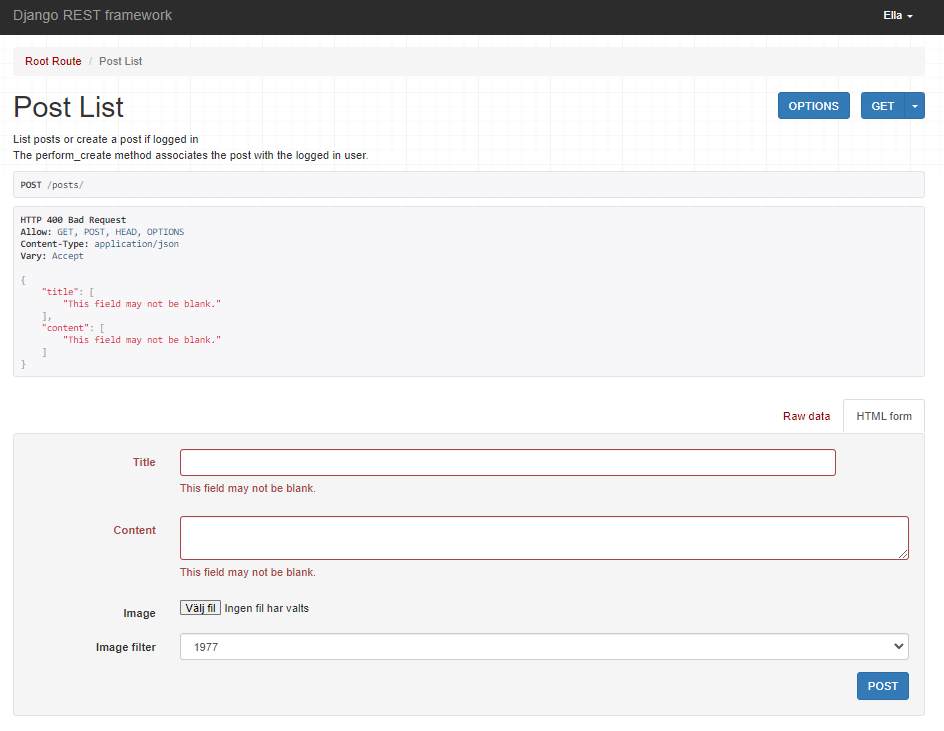 Django REST framework
Ella
Root Route / Post List
Post List
OPTIONS
GET
List posts or create a post if logged in
The perform_create method associates the post with the logged in user.
POST /posts/
HTTP 400 Bad Request
Allow: GET, POST, HEAD, OPTIONS
Content-Type: application/json
Vary: Accept
{
    "title": [
        "This field may not be blank."
    ],
    "content": [
        "This field may not be blank."
    ]
}
Raw data
HTML form
Title
This field may not be blank.
Content
This field may not be blank.
Image
Välj fil Ingen fil har valts
Image filter
1977
POST